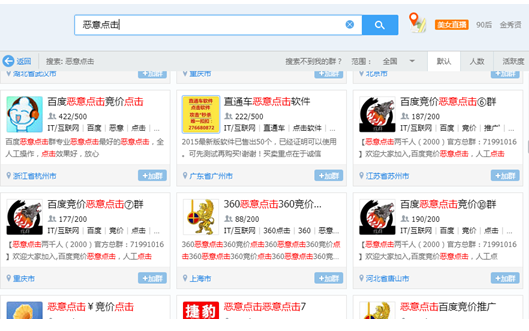 恶意点击
美女直播 90后 金秀贤
返回 搜索: 恶意点击 搜索不到我的群? 范围: 全国 默认 人数 活跃度
湖北省武汉市 +加群 重庆市 +加群 北京市 +加群
百度恶意点击竞价点击
422/500
IT/互联网 | 百度 | 恶意 | 点击 | ...
百度恶意点击群专业恶意点击最好的恶意点击，全
人工操作，点击效果好，放心
浙江省杭州市 +加群
直通车恶意点击软件
222/500
IT/互联网 | 直通车 | 点击软件 | ...
2015最新版软件已售出50个，已经证明可以使用
。可先测试再购买!谢谢! 买卖重点在于诚信
广东省广州市 +加群
百度竞价恶意点击⑥群
187/200
IT/互联网 | 百度 | 竞价 | 推广 ...
【恶意点击两千人（2000）官方总群：71991016
】欢迎大家加入,百度竞价恶意点击，人工点击
江苏省苏州市 +加群
百度竞价恶意点击⑦群
177/200
IT/互联网 | 百度 | 竞价 | 点击 | ...
【恶意点击两千人（2000）官方总群：71991016
】欢迎大家加入,百度竞价恶意点击，人工点击
重庆市 +加群
360恶意点击360竞价...
88/200
IT/互联网 | 360点击 | 360 | 恶意...
360恶意点击360竞价点击360恶意点击360竞价点
击360恶意点击360竞价点击360恶意点击360竞...
上海市 +加群
百度竞价恶意点击⑩群
190/200
IT/互联网 | 百度 | 竞价 | 点击 | ...
【恶意点击两千人（2000）官方总群：71991016
】欢迎大家加入,百度竞价恶意点击，人工点击
河北省唐山市 +加群
恶意点击￥竞价点击
捷豹
恶意点击恶意点击7
恶意点击百度竞价推广